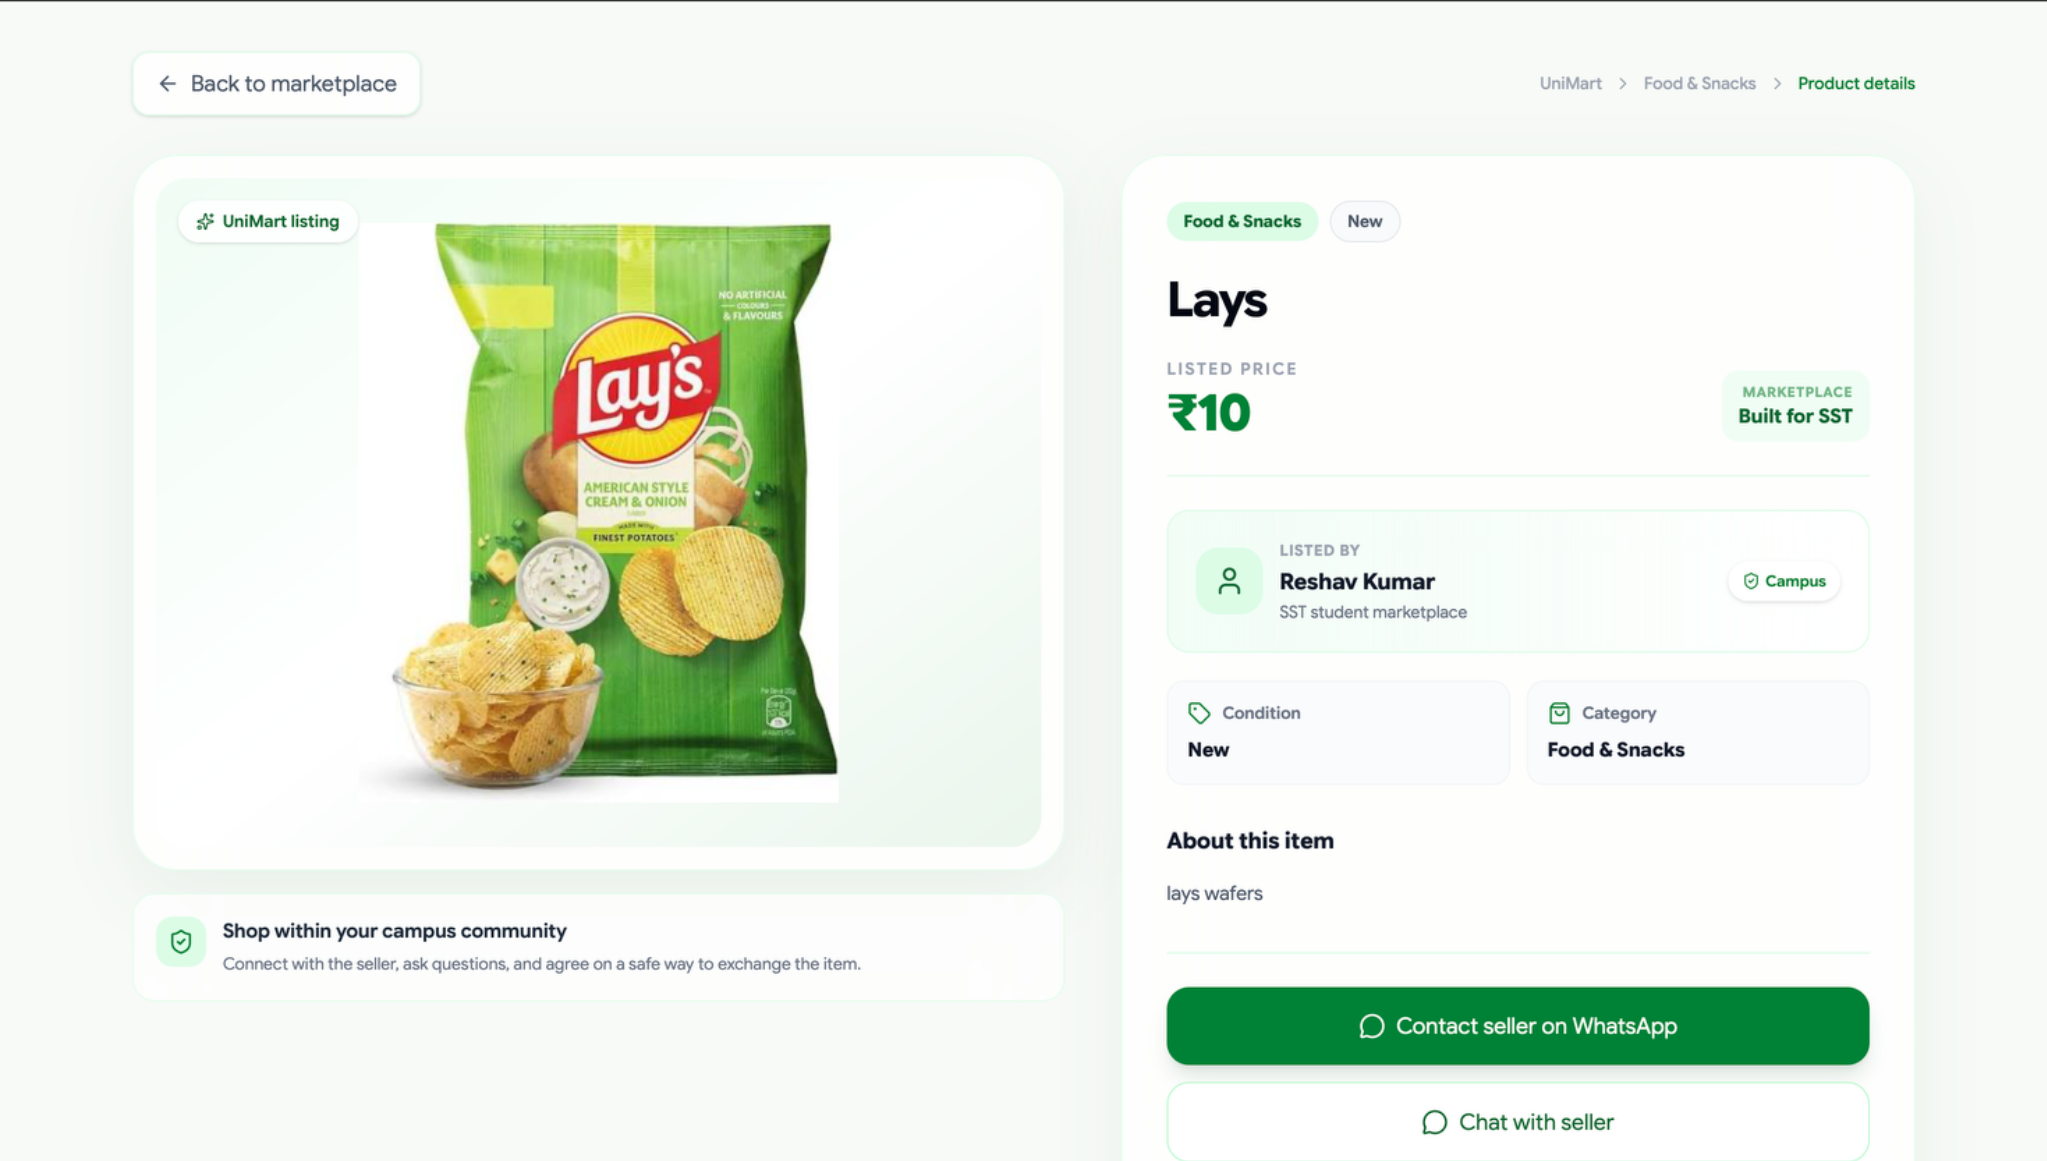 Back to marketplace
UniMart > Food & Snacks > Product details
UniMart listing
NO ARTIFICIAL
COLOURS
& FLAVOURS
Lay's
AMERICAN STYLE
CREAM & ONION
MADE WITH
FINEST POTATOES
Food & Snacks
New
Lays
LISTED PRICE
₹10
MARKETPLACE
Built for SST
LISTED BY
Reshav Kumar
SST student marketplace
Campus
Condition
New
Category
Food & Snacks
About this item
lays wafers
Shop within your campus community
Connect with the seller, ask questions, and agree on a safe way to exchange the item.
Contact seller on WhatsApp
Chat with seller